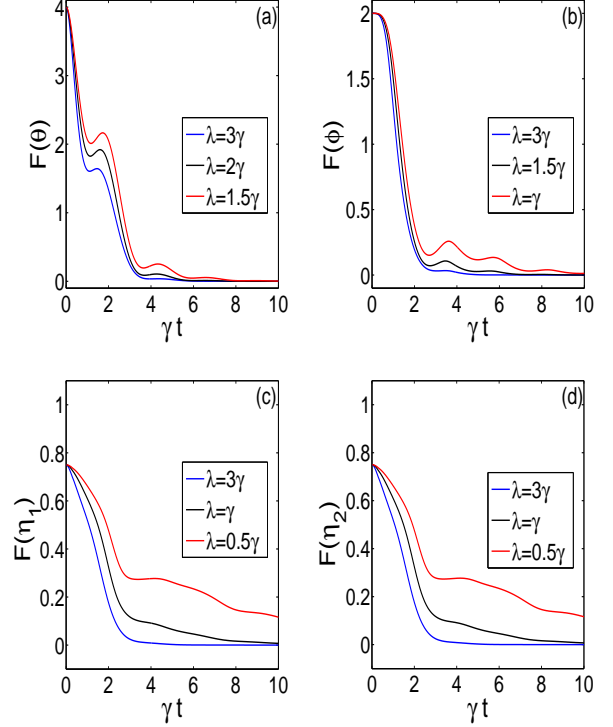 (a)
F(θ)
4
3
2
1
0
0 2 4 6 8 10
γ t
λ=3γ
λ=2γ
λ=1.5γ
(b)
F(ϕ)
2
1.5
1
0.5
0
0 2 4 6 8 10
γ t
λ=3γ
λ=1.5γ
λ=γ
(c)
F(η₁)
1
0.8
0.6
0.4
0.2
0
0 2 4 6 8 10
γ t
λ=3γ
λ=γ
λ=0.5γ
(d)
F(η₂)
1
0.8
0.6
0.4
0.2
0
0 2 4 6 8 10
γ t
λ=3γ
λ=γ
λ=0.5γ